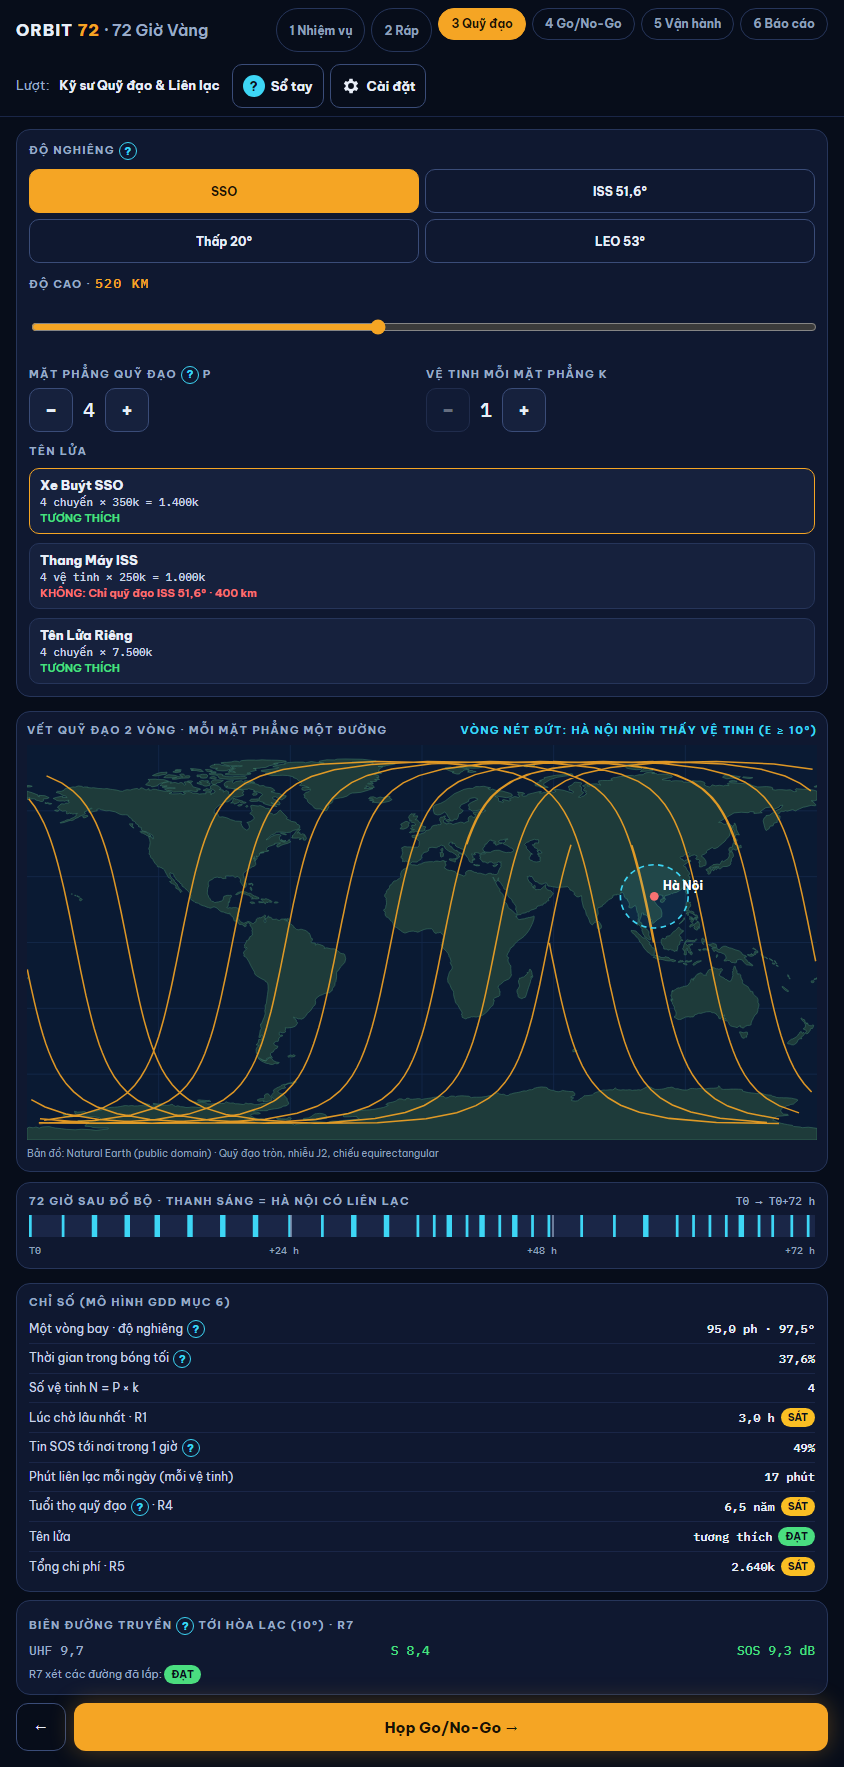 ORBIT 72 · 72 Giờ Vàng
1 Nhiệm vụ
2 Ráp
3 Quỹ đạo
4 Go/No-Go
5 Vận hành
6 Báo cáo
Lượt: Kỹ sư Quỹ đạo & Liên lạc
? Sổ tay
Cài đặt
ĐỘ NGHIÊNG ?
SSO
ISS 51,6°
Thấp 20°
LEO 53°
ĐỘ CAO · 520 KM
MẶT PHẲNG QUỸ ĐẠO ? P
VỆ TINH MỖI MẶT PHẲNG K
− 4 +
− 1 +
TÊN LỬA
Xe Buýt SSO
4 chuyến × 350k = 1.400k
TƯƠNG THÍCH
Thang Máy ISS
4 vệ tinh × 250k = 1.000k
KHÔNG: Chỉ quỹ đạo ISS 51,6° · 400 km
Tên Lửa Riêng
4 chuyến × 7.500k
TƯƠNG THÍCH
VẾT QUỸ ĐẠO 2 VÒNG · MỖI MẶT PHẲNG MỘT ĐƯỜNG
VÒNG NÉT ĐỨT: HÀ NỘI NHÌN THẤY VỆ TINH (E ≥ 10°)
Hà Nội
Bản đồ: Natural Earth (public domain) · Quỹ đạo tròn, nhiễu J2, chiếu equirectangular
72 GIỜ SAU ĐỔ BỘ · THANH SÁNG = HÀ NỘI CÓ LIÊN LẠC
T0 → T0+72 h
T0
+24 h
+48 h
+72 h
CHỈ SỐ (MÔ HÌNH GDD MỤC 6)
Một vòng bay · độ nghiêng ? 95,0 ph · 97,5°
Thời gian trong bóng tối ? 37,6%
Số vệ tinh N = P × k 4
Lúc chờ lâu nhất · R1 3,0 h SÁT
Tin SOS tới nơi trong 1 giờ ? 49%
Phút liên lạc mỗi ngày (mỗi vệ tinh) 17 phút
Tuổi thọ quỹ đạo ? · R4 6,5 năm SÁT
Tên lửa tương thích ĐẠT
Tổng chi phí · R5 2.640k SÁT
BIÊN ĐƯỜNG TRUYỀN ? TỚI HÒA LẠC (10°) · R7
UHF 9,7
S 8,4
SOS 9,3 dB
R7 xét các đường đã lắp: ĐẠT
←
Họp Go/No-Go →